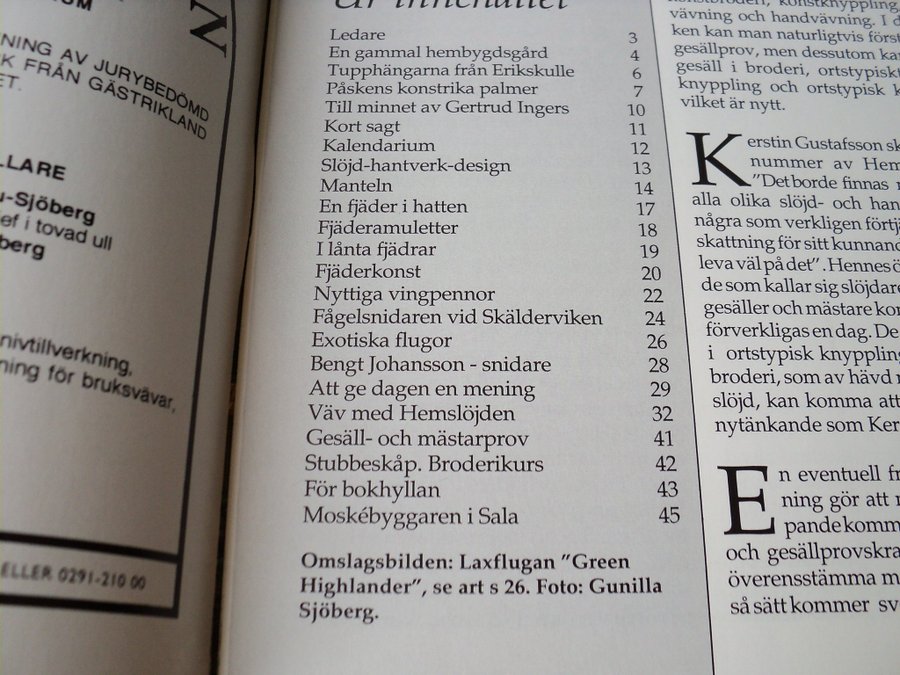 N
UM
NING AV JURYBEDÖMD
K FRÅN GÄSTRIKLAND
ET.
LLARE
u-Sjöberg
ef i tovad ull
berg
nivtillverkning,
ning för bruksvävar,
ELLER 0291-210 00
Ur innehållet
Ledare 3
En gammal hembygdsgård 4
Tupphängarna från Erikskulle 6
Påskens konstrika palmer 7
Till minnet av Gertrud Ingers 10
Kort sagt 11
Kalendarium 12
Slöjd-hantverk-design 13
Manteln 14
En fjäder i hatten 17
Fjäderamuletter 18
I lånta fjädrar 19
Fjäderkonst 20
Nyttiga vingpennor 22
Fågelsnidaren vid Skälderviken 24
Exotiska flugor 26
Bengt Johansson - snidare 28
Att ge dagen en mening 29
Väv med Hemslöjden 32
Gesäll- och mästarprov 41
Stubbeskåp. Broderikurs 42
För bokhyllan 43
Moskébyggaren i Sala 45
Omslagsbilden: Laxflugan "Green
Highlander", se art s 26. Foto: Gunilla
Sjöberg.
konstbroderi, konstknyppling,
vävning och handvävning. I d
ken kan man naturligtvis först
gesällprov, men dessutom ka
gesäll i broderi, ortstypiskt
knyppling och ortstypisk k
vilket är nytt.
Kerstin Gustafsson sk
nummer av Hem
"Det borde finnas
alla olika slöjd- och han
några som verkligen förtj
skattning för sitt kunnand
leva väl på det". Hennes ö
de som kallar sig slöjdare
gesäller och mästare ko
förverkligas en dag. De
i ortstypisk knyppling
broderi, som av hävd
slöjd, kan komma att
nytänkande som Ker
En eventuell fr
ning gör att
pande komm
och gesällprovskra
överensstämma m
så sätt kommer sv